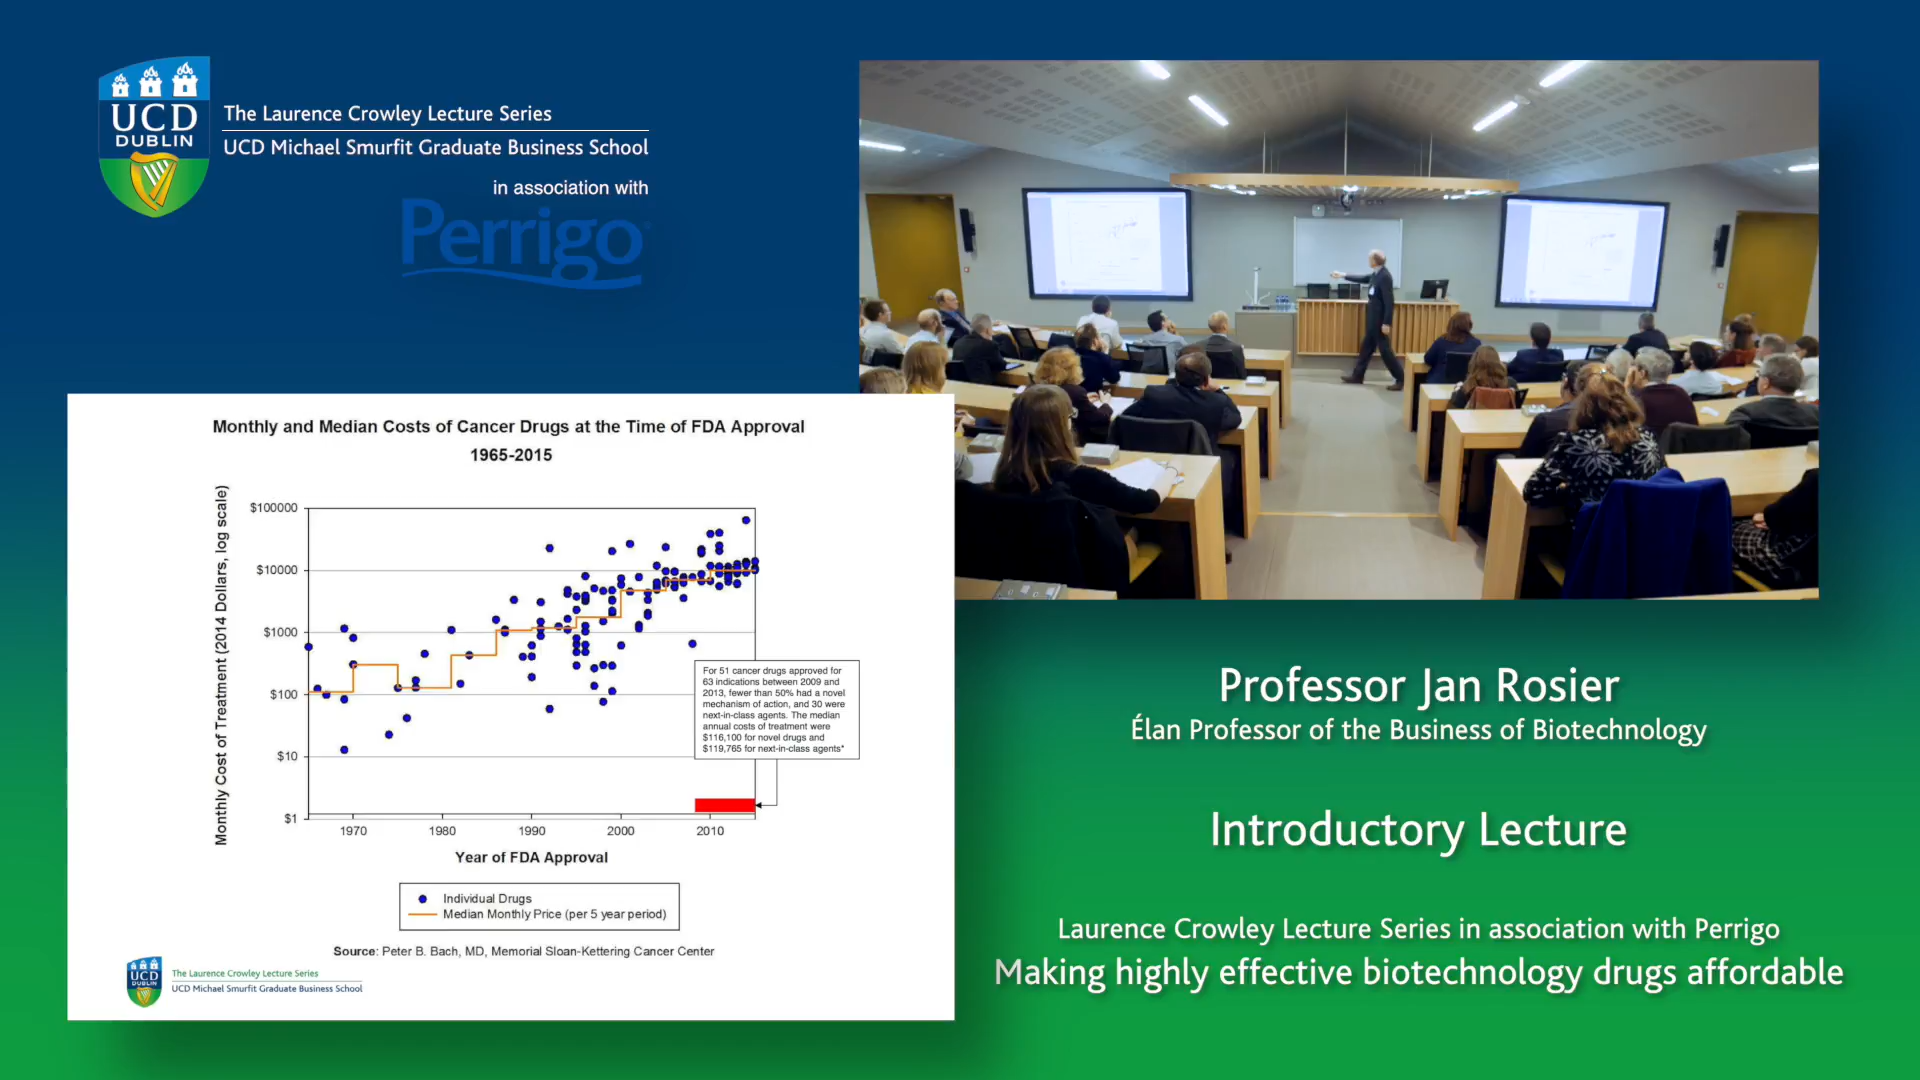 UCD
DUBLIN
The Laurence Crowley Lecture Series
UCD Michael Smurfit Graduate Business School
in association with
Perrigo
Monthly and Median Costs of Cancer Drugs at the Time of FDA Approval
1965-2015
Monthly Cost of Treatment (2014 Dollars, log scale)
$100000
$10000
$1000
$100
$10
$1
For 51 cancer drugs approved for
63 indications between 2009 and
2013, fewer than 50% had a novel
mechanism of action, and 30 were
next-in-class agents. The median
annual costs of treatment were
$116,100 for novel drugs and
$119,765 for next-in-class agents*
1970 1980 1990 2000 2010
Year of FDA Approval
Individual Drugs
Median Monthly Price (per 5 year period)
Source: Peter B. Bach, MD, Memorial Sloan-Kettering Cancer Center
UCD
DUBLIN
The Laurence Crowley Lecture Series
UCD Michael Smurfit Graduate Business School
Professor Jan Rosier
Élan Professor of the Business of Biotechnology
Introductory Lecture
Laurence Crowley Lecture Series in association with Perrigo
Making highly effective biotechnology drugs affordable